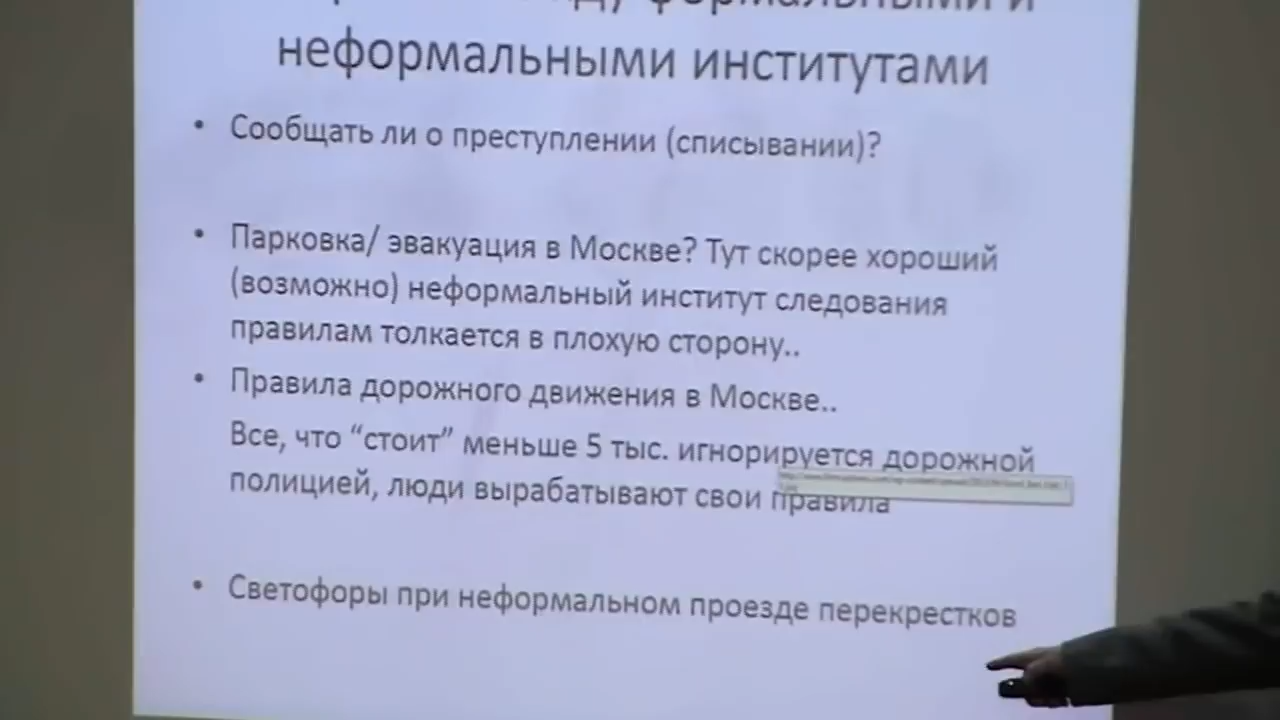 формальными и
неформальными институтами
• Сообщать ли о преступлении (списывании)?
• Парковка/ эвакуация в Москве? Тут скорее хороший
(возможно) неформальный институт следования
правилам толкается в плохую сторону..
• Правила дорожного движения в Москве..
Все, что “стоит” меньше 5 тыс. игнорируется дорожной
полицией, люди вырабатывают свои правила
• Светофоры при неформальном проезде перекрестков